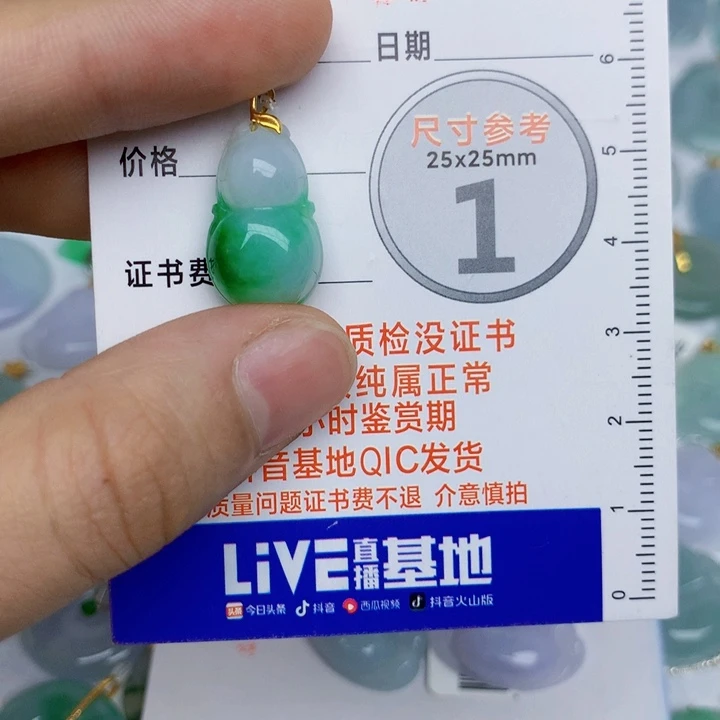 日期
尺寸参考
25x25mm
1
价格
证书费
质检没证书
纯属正常
小时鉴赏期
音基地QIC发货
质量问题证书费不退 介意慎拍
LiVE直播基地
头条 今日头条 抖音 西瓜视频 抖音火山版
6
5
4
3
2
1
0